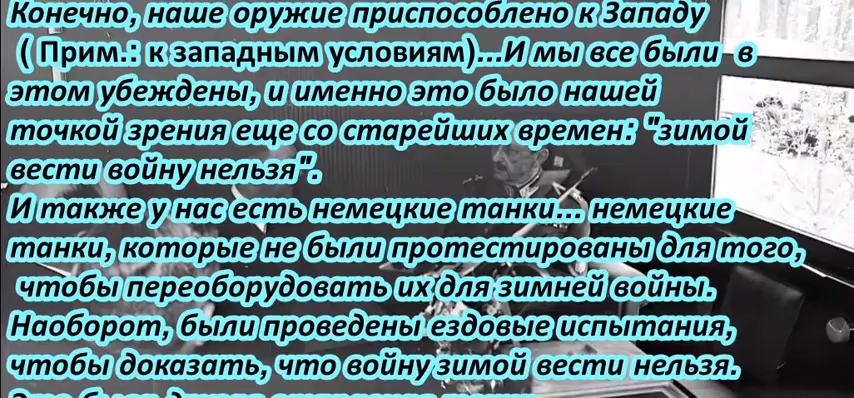 Конечно, наше оружие приспособлено к Западу
( Прим.: к западным условиям)...И мы все были в
этом убеждены, и именно это было нашей
точкой зрения еще со старейших времен: "зимой
вести войну нельзя".
И также у нас есть немецкие танки... немецкие
танки, которые не были протестированы для того,
чтобы переоборудовать их для зимней войны.
Наоборот, были проведены ездовые испытания,
чтобы доказать, что войну зимой вести нельзя.